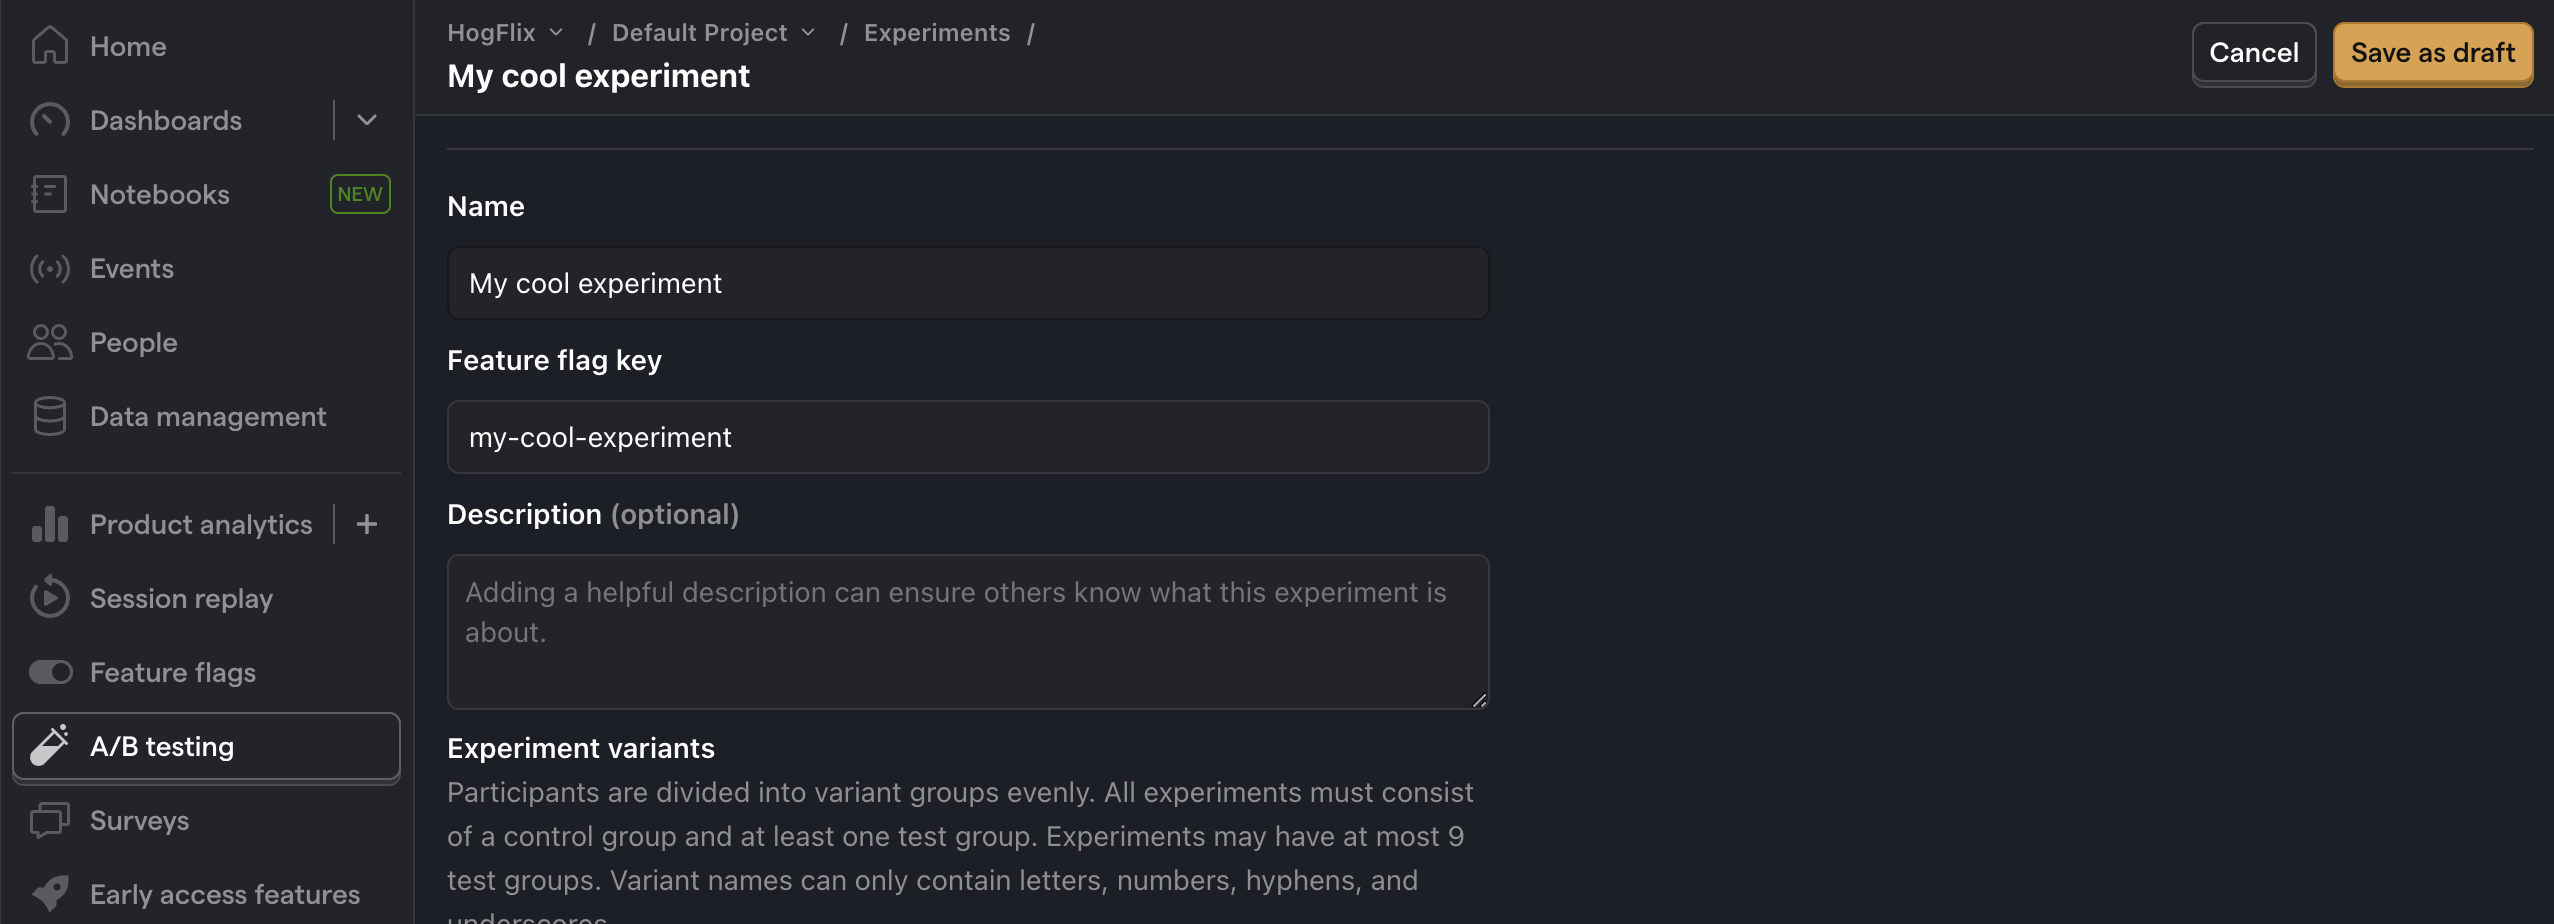 Home
Dashboards
Notebooks NEW
Events
People
Data management
Product analytics
Session replay
Feature flags
A/B testing
Surveys
Early access features
HogFlix / Default Project / Experiments /
My cool experiment
Cancel
Save as draft
Name
My cool experiment
Feature flag key
my-cool-experiment
Description (optional)
Adding a helpful description can ensure others know what this experiment is
about.
Experiment variants
Participants are divided into variant groups evenly. All experiments must consist
of a control group and at least one test group. Experiments may have at most 9
test groups. Variant names can only contain letters, numbers, hyphens, and
underscores.